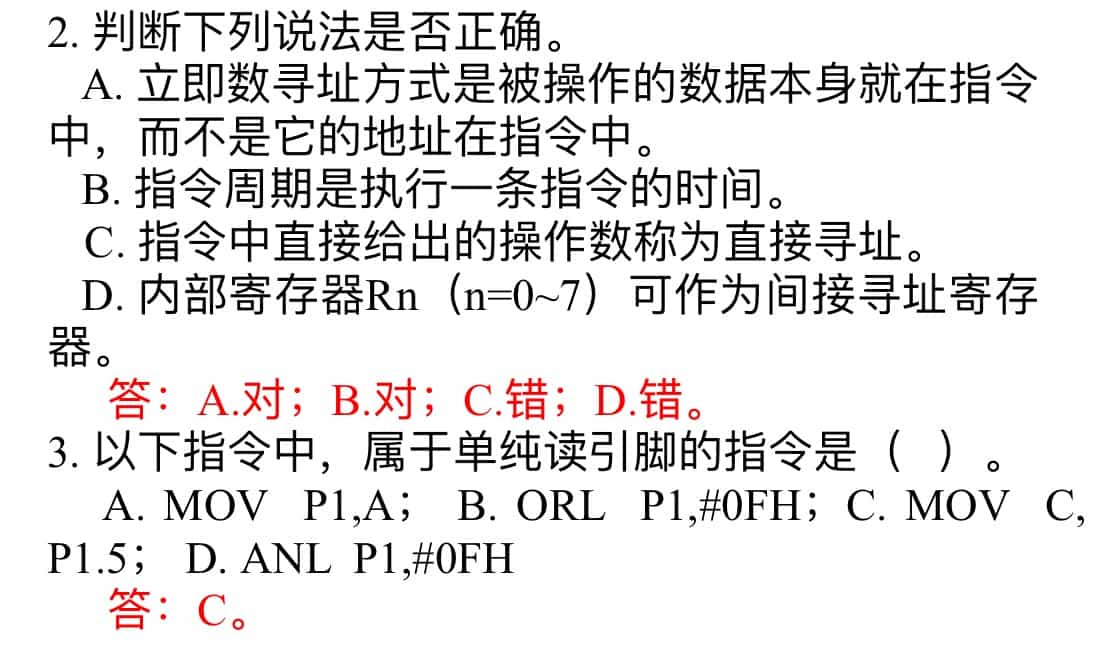 2. 判断下列说法是否正确。
A. 立即数寻址方式是被操作的数据本身就在指令
中，而不是它的地址在指令中。
B. 指令周期是执行一条指令的时间。
C. 指令中直接给出的操作数称为直接寻址。
D. 内部寄存器Rn（n=0~7）可作为间接寻址寄存
器。
答：A.对；B.对；C.错；D.错。
3. 以下指令中，属于单纯读引脚的指令是（ ）。
A. MOV P1,A； B. ORL P1,#0FH；C. MOV C,
P1.5； D. ANL P1,#0FH
答：C。